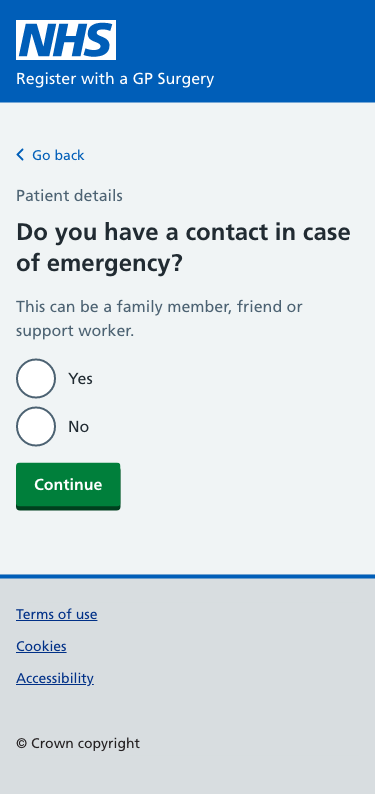 NHS
Register with a GP Surgery
Go back
Patient details
Do you have a contact in case
of emergency?
This can be a family member, friend or
support worker.
Yes
No
Continue
Terms of use
Cookies
Accessibility
© Crown copyright